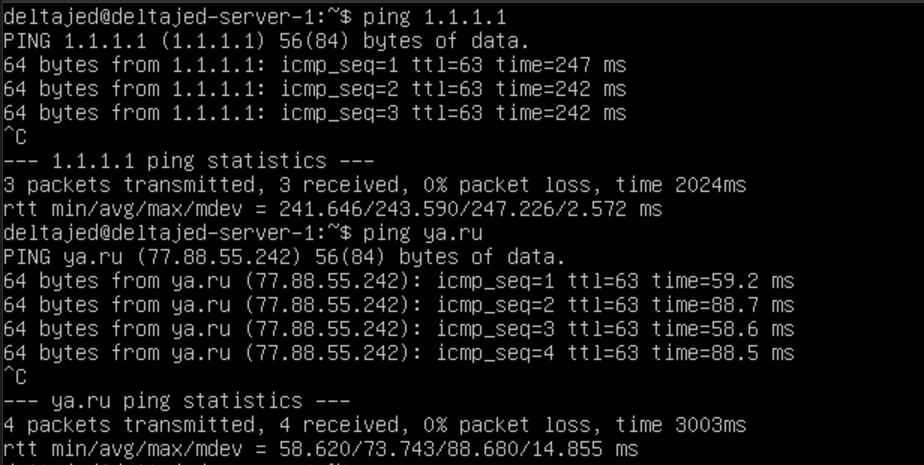 deltajed@deltajed-server-1:~$ ping 1.1.1.1
PING 1.1.1.1 (1.1.1.1) 56(84) bytes of data.
64 bytes from 1.1.1.1: icmp_seq=1 ttl=63 time=247 ms
64 bytes from 1.1.1.1: icmp_seq=2 ttl=63 time=242 ms
64 bytes from 1.1.1.1: icmp_seq=3 ttl=63 time=242 ms
^C
--- 1.1.1.1 ping statistics ---
3 packets transmitted, 3 received, 0% packet loss, time 2024ms
rtt min/avg/max/mdev = 241.646/243.590/247.226/2.572 ms
deltajed@deltajed-server-1:~$ ping ya.ru
PING ya.ru (77.88.55.242) 56(84) bytes of data.
64 bytes from ya.ru (77.88.55.242): icmp_seq=1 ttl=63 time=59.2 ms
64 bytes from ya.ru (77.88.55.242): icmp_seq=2 ttl=63 time=88.7 ms
64 bytes from ya.ru (77.88.55.242): icmp_seq=3 ttl=63 time=58.6 ms
64 bytes from ya.ru (77.88.55.242): icmp_seq=4 ttl=63 time=88.5 ms
^C
--- ya.ru ping statistics ---
4 packets transmitted, 4 received, 0% packet loss, time 3003ms
rtt min/avg/max/mdev = 58.620/73.743/88.680/14.855 ms